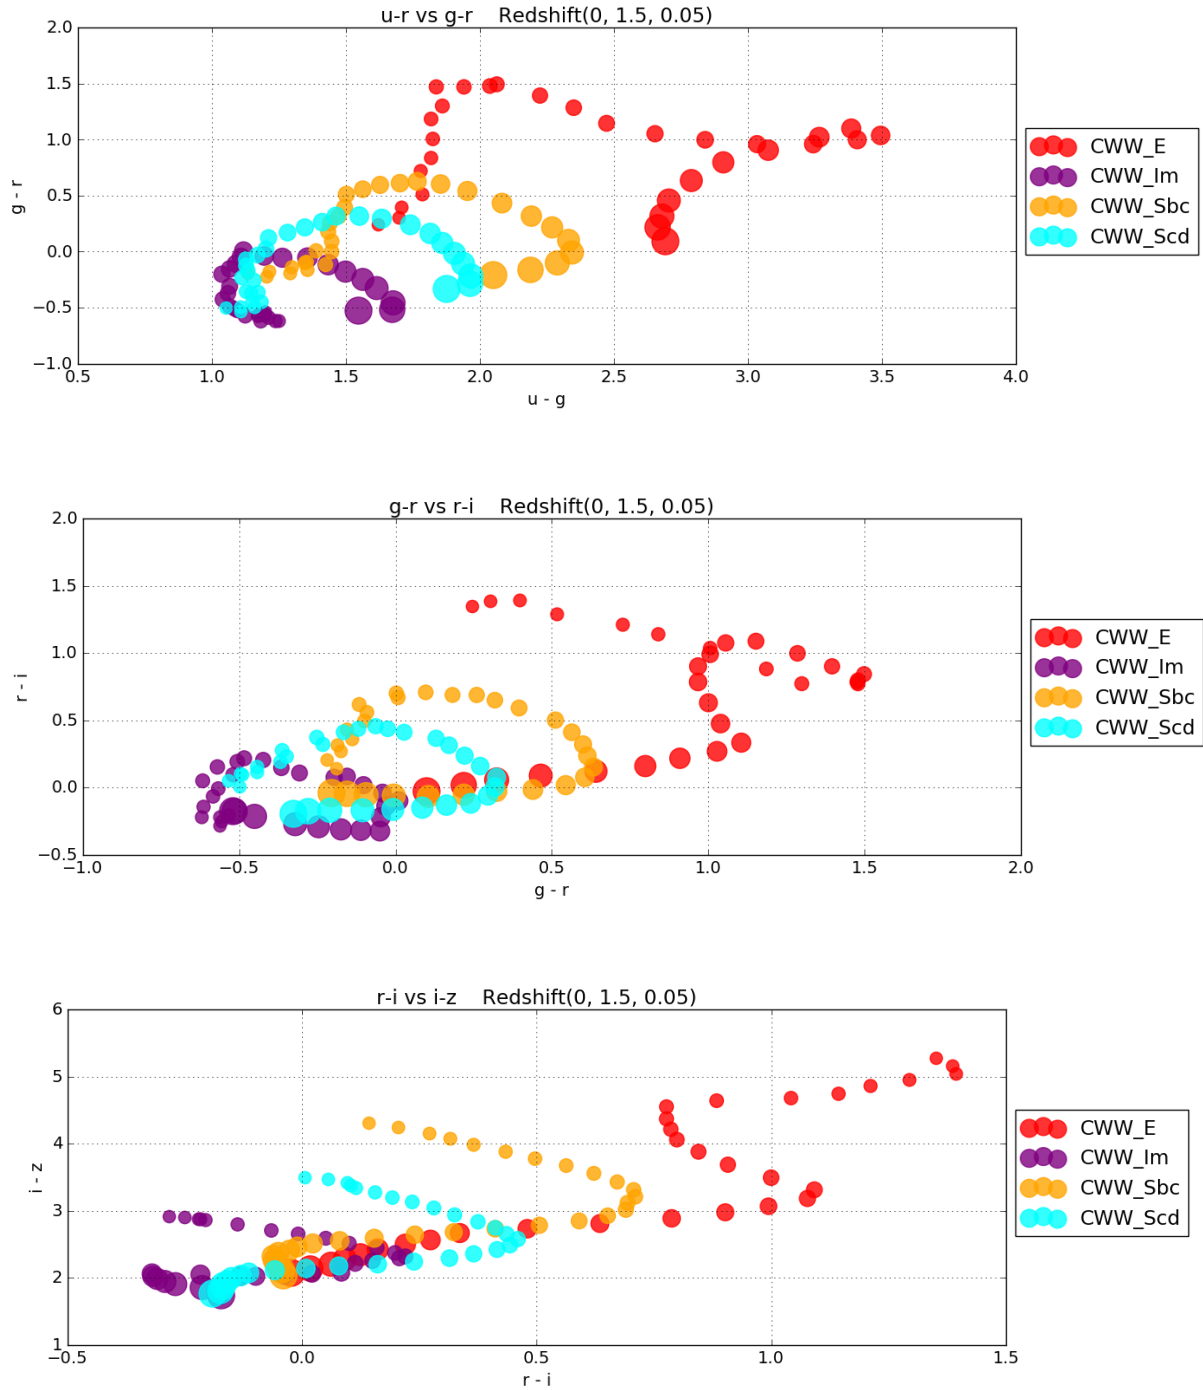 u-r vs g-r    Redshift(0, 1.5, 0.05)
2.0
1.5
1.0
0.5
0.0
−0.5
−1.0
g - r
0.5 1.0 1.5 2.0 2.5 3.0 3.5 4.0
u - g
CWW_E
CWW_Im
CWW_Sbc
CWW_Scd
g-r vs r-i    Redshift(0, 1.5, 0.05)
2.0
1.5
1.0
0.5
0.0
−0.5
r - i
−1.0 −0.5 0.0 0.5 1.0 1.5 2.0
g - r
CWW_E
CWW_Im
CWW_Sbc
CWW_Scd
r-i vs i-z    Redshift(0, 1.5, 0.05)
6
5
4
3
2
1
i - z
−0.5 0.0 0.5 1.0 1.5
r - i
CWW_E
CWW_Im
CWW_Sbc
CWW_Scd